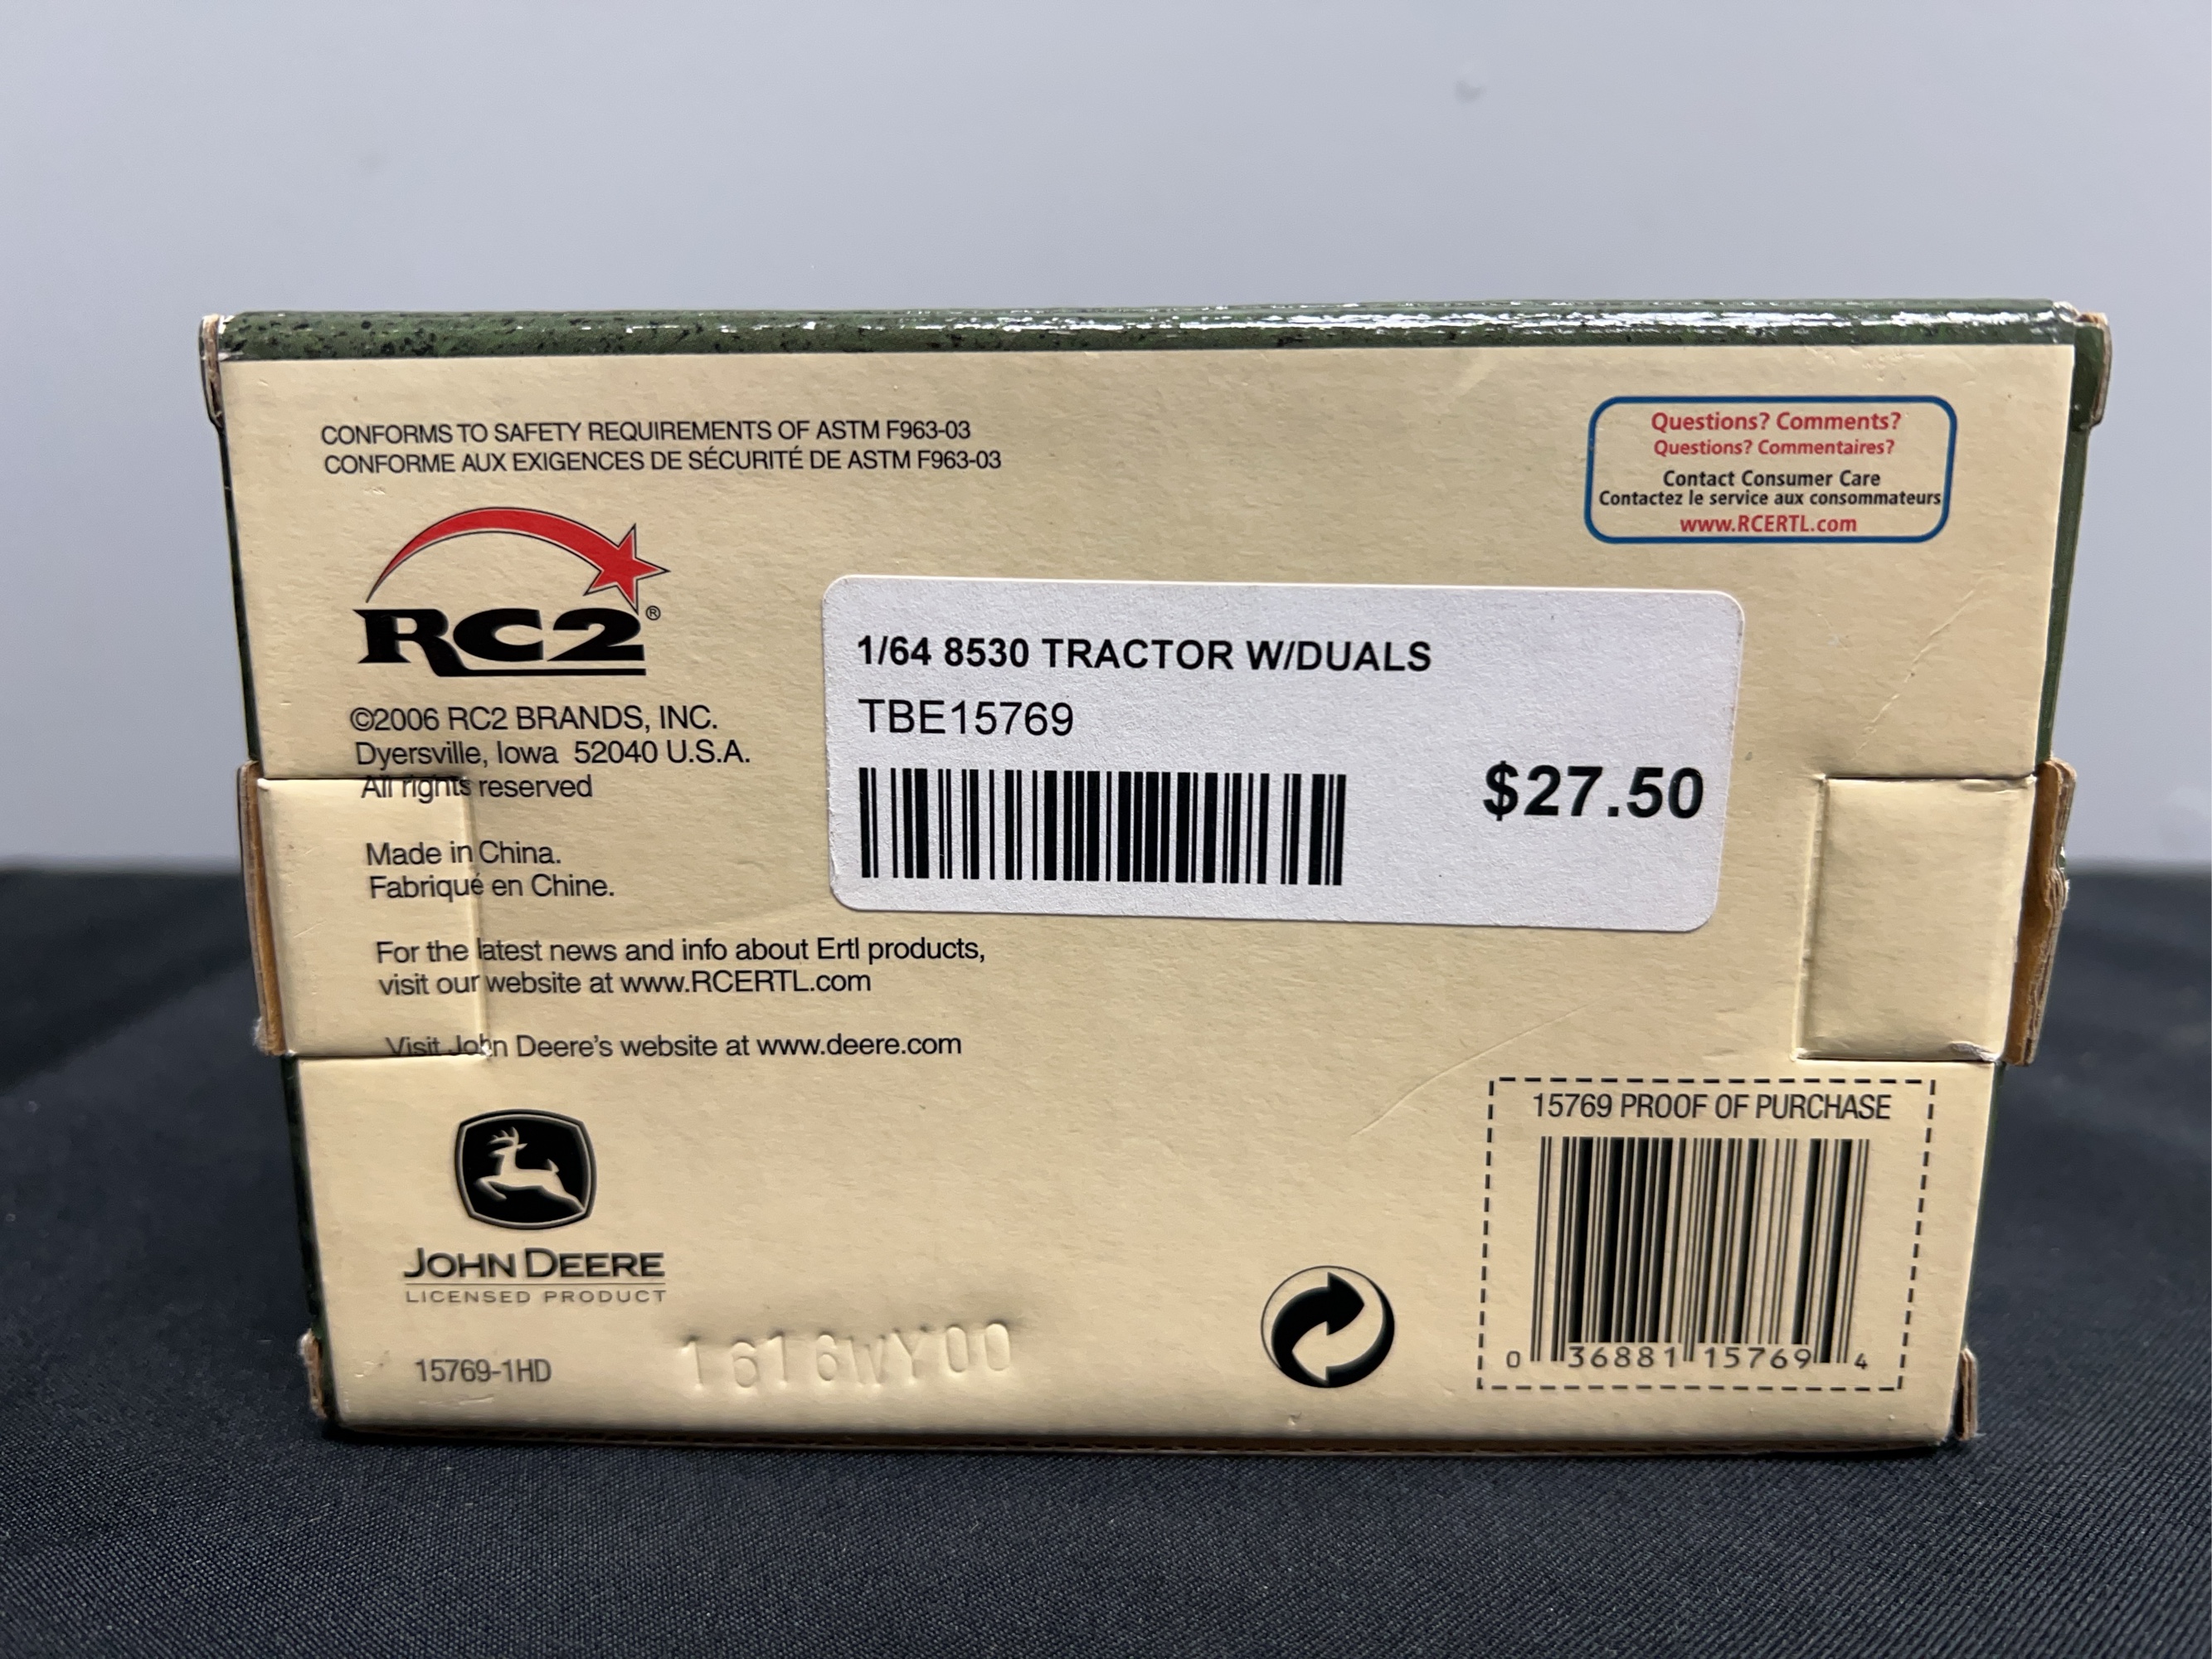 CONFORMS TO SAFETY REQUIREMENTS OF ASTM F963-03
CONFORME AUX EXIGENCES DE SÉCURITÉ DE ASTM F963-03
Questions? Comments?
Questions? Commentaires?
Contact Consumer Care
Contactez le service aux consommateurs
www.RCERTL.com
RC2®
©2006 RC2 BRANDS, INC.
Dyersville, Iowa 52040 U.S.A.
All rights reserved
Made in China.
Fabriqué en Chine.
1/64 8530 TRACTOR W/DUALS
TBE15769
$27.50
For the latest news and info about Ertl products,
visit our website at www.RCERTL.com
Visit John Deere's website at www.deere.com
JOHN DEERE
LICENSED PRODUCT
15769-1HD
1616WY00
15769 PROOF OF PURCHASE
0 36881 15769 4